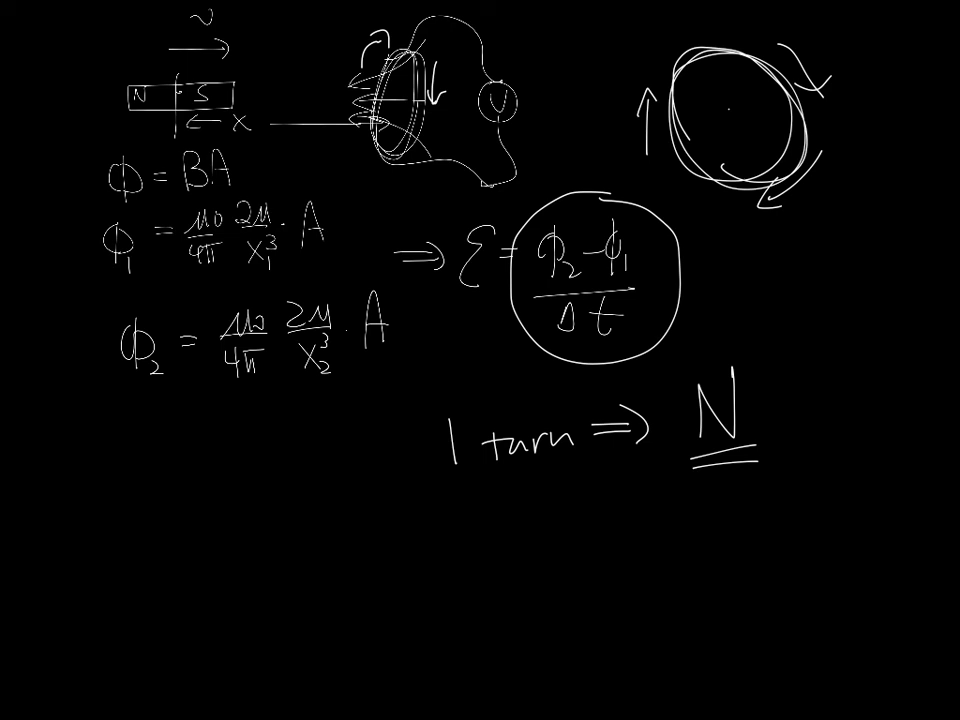 v
N S
x
V
ϕ = BA
ϕ₁ = μ₀/4π 2μ/x₁³ · A
⇒ ℰ = (ϕ₂ − ϕ₁)/Δt
ϕ₂ = μ₀/4π 2μ/x₂³ · A
1 turn ⇒ N